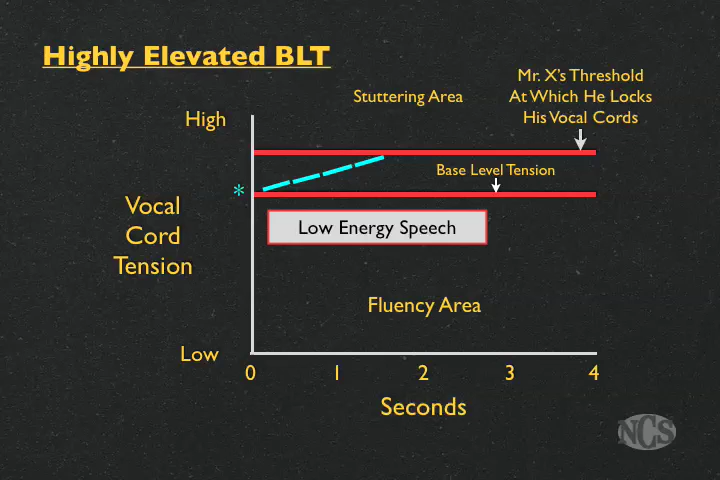 Highly Elevated BLT
Mr. X's Threshold
At Which He Locks
His Vocal Cords
Stuttering Area
High
Base Level Tension
*
Vocal
Cord
Tension
Low Energy Speech
Fluency Area
Low
0 1 2 3 4
Seconds
NCS